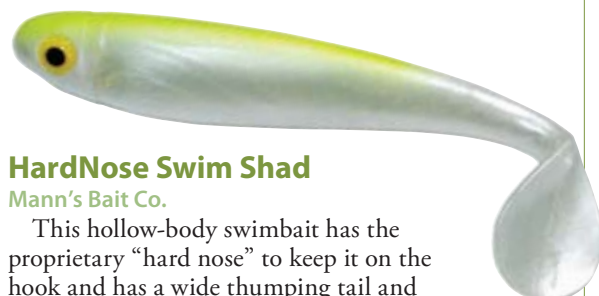 HardNose Swim Shad
Mann's Bait Co.
This hollow-body swimbait has the
proprietary “hard nose” to keep it on the
hook and has a wide thumping tail and